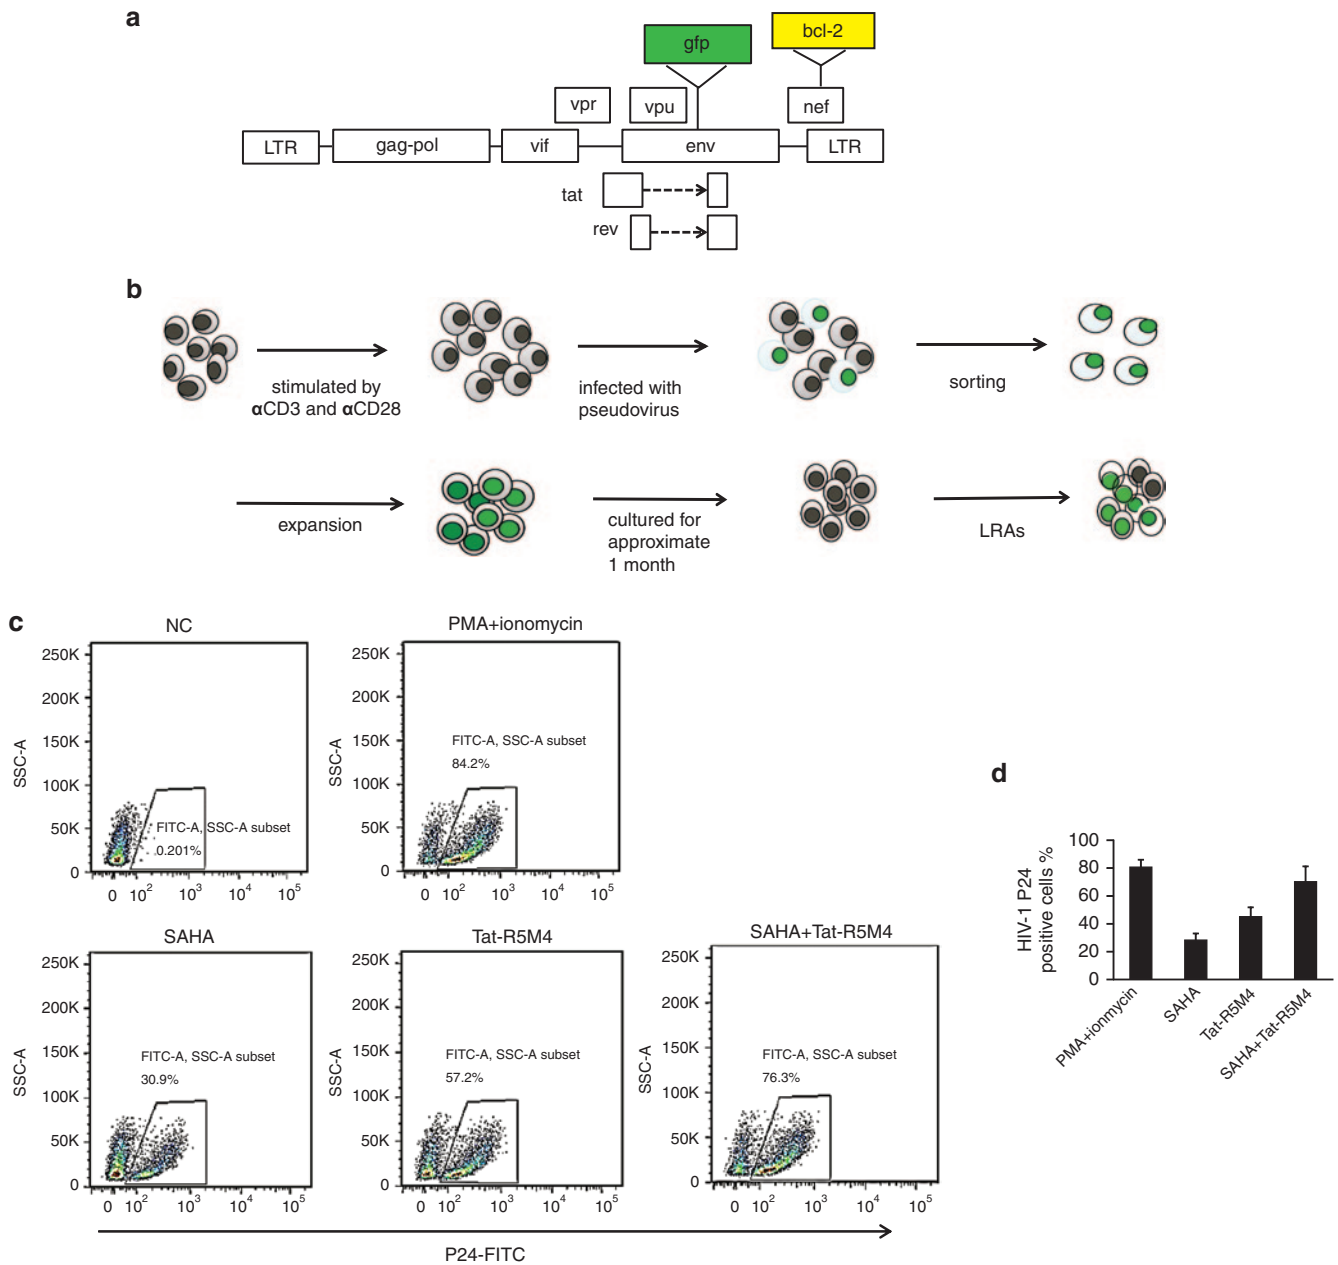 a
gfp
bcl-2
vpr
vpu
nef
LTR
gag-pol
vif
env
LTR
tat
rev
b
stimulated by
αCD3 and αCD28
infected with
pseudovirus
sorting
expansion
cultured for
approximate
1 month
LRAs
c
NC
SSC-A
250K
200K
150K
100K
50K
0
FITC-A, SSC-A subset
0.201%
0 10² 10³ 10⁴ 10⁵
PMA+ionomycin
SSC-A
250K
200K
150K
100K
50K
0
FITC-A, SSC-A subset
84.2%
0 10² 10³ 10⁴ 10⁵
SAHA
SSC-A
250K
200K
150K
100K
50K
0
FITC-A, SSC-A subset
30.9%
0 10² 10³ 10⁴ 10⁵
Tat-R5M4
SSC-A
250K
200K
150K
100K
50K
0
FITC-A, SSC-A subset
57.2%
0 10² 10³ 10⁴ 10⁵
SAHA+Tat-R5M4
SSC-A
250K
200K
150K
100K
50K
0
FITC-A, SSC-A subset
76.3%
0 10² 10³ 10⁴ 10⁵
P24-FITC
d
HIV-1 P24
positive cells %
100
80
60
40
20
0
PMA+ionmycin
SAHA
Tat-R5M4
SAHA+Tat-R5M4